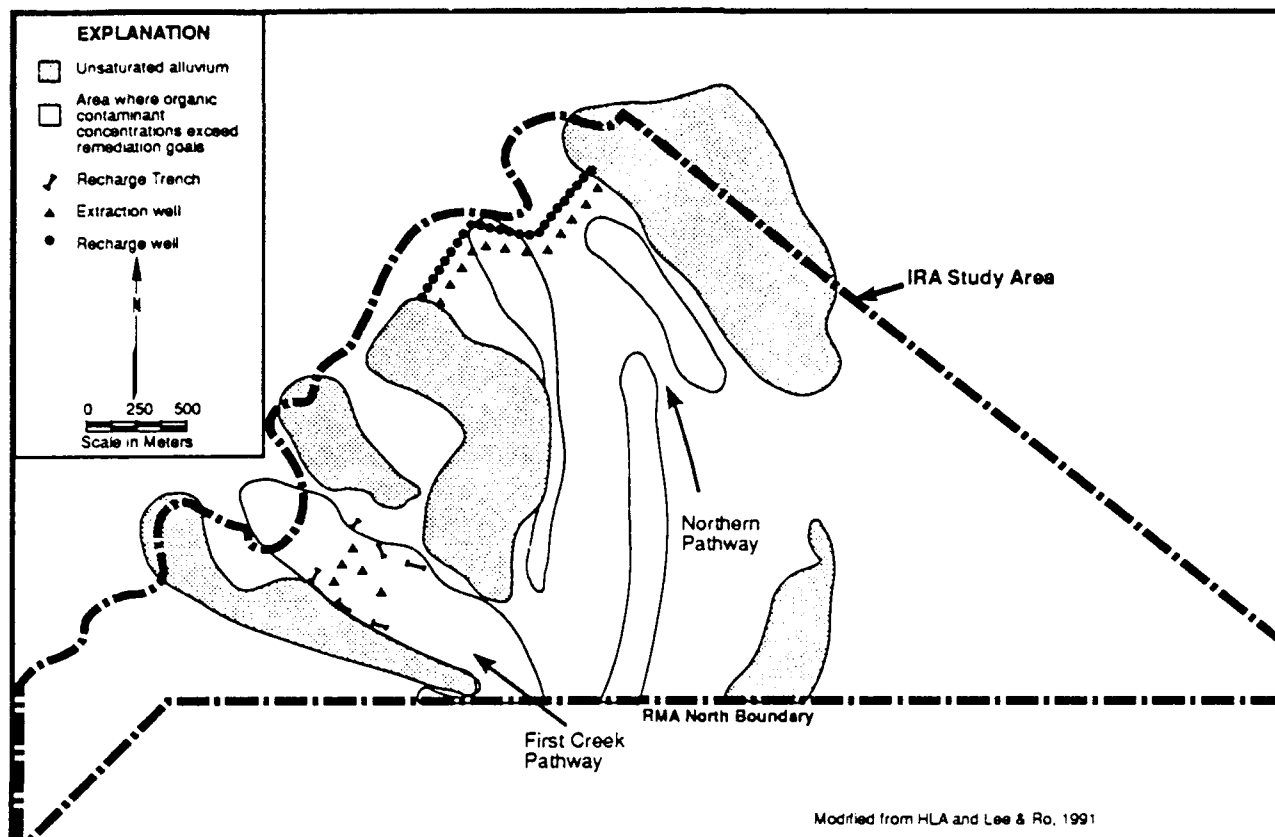 EXPLANATION
Unsaturated alluvium
Area where organic
contaminant
concentrations exceed
remediation goals
Recharge Trench
Extraction well
Recharge well
N
0 250 500
Scale in Meters
IRA Study Area
Northern
Pathway
RMA North Boundary
First Creek
Pathway
Modified from HLA and Lee & Ro, 1991